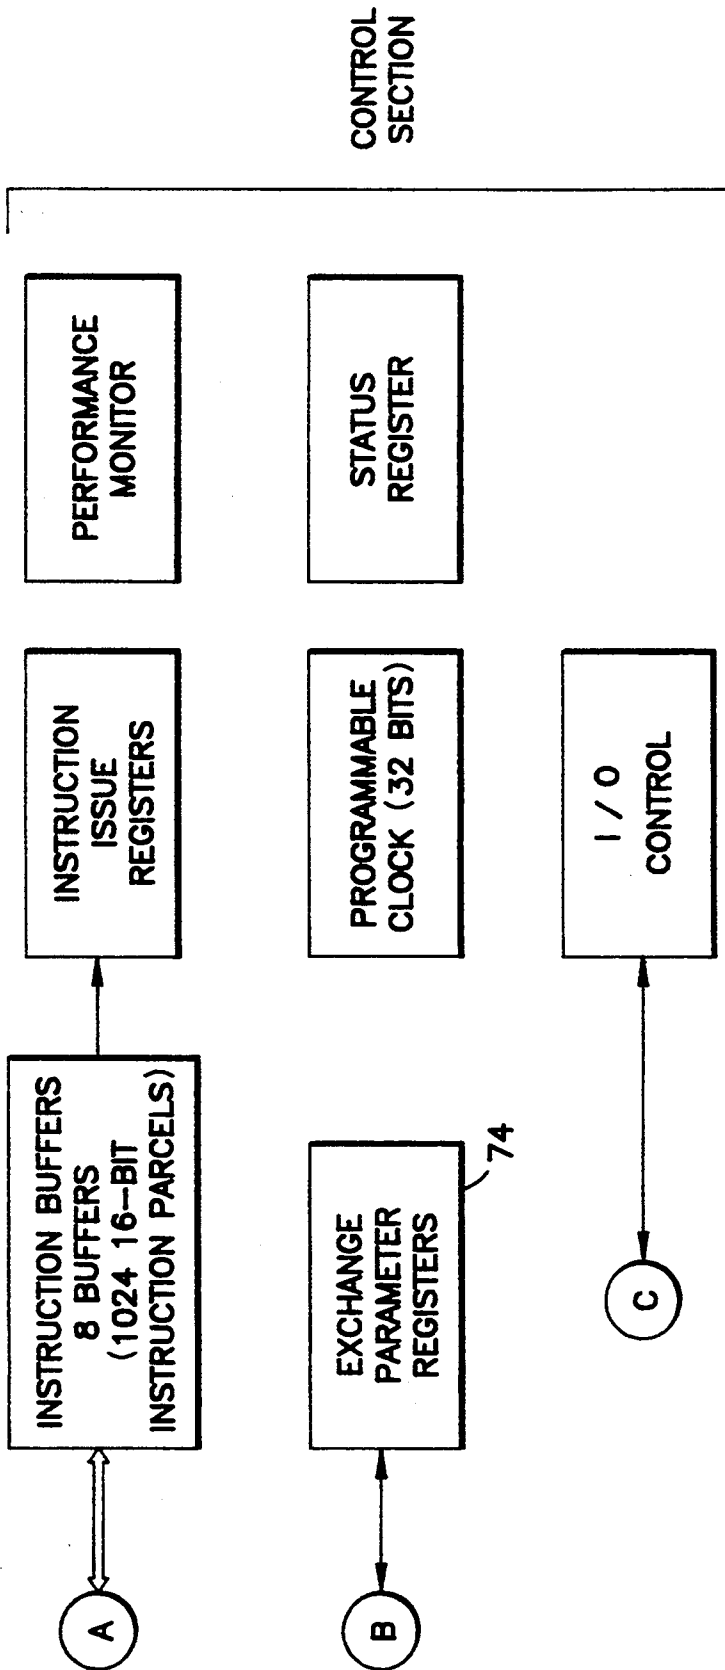 A
INSTRUCTION BUFFERS
8 BUFFERS
(1024 16-BIT
INSTRUCTION PARCELS)
INSTRUCTION
ISSUE
REGISTERS
PERFORMANCE
MONITOR
B
EXCHANGE
PARAMETER
REGISTERS
74
PROGRAMMABLE
CLOCK (32 BITS)
STATUS
REGISTER
C
I / O
CONTROL
CONTROL
SECTION